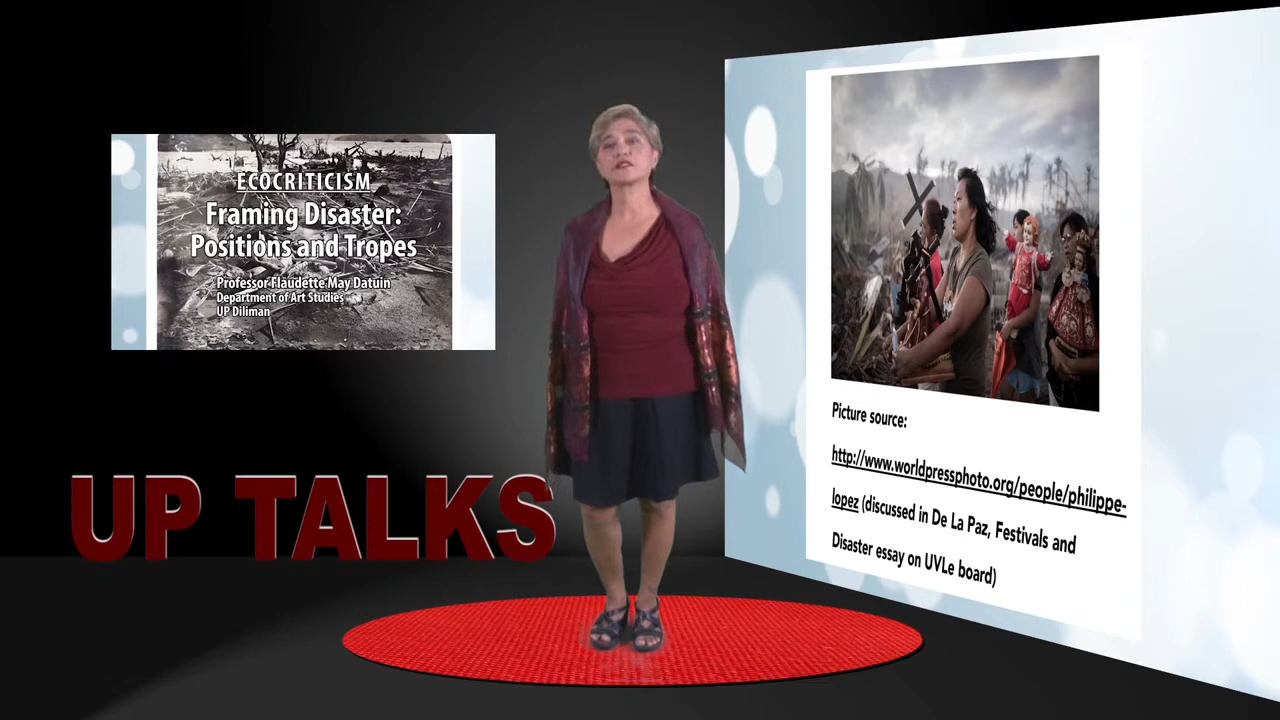 ECOCRITICISM
Framing Disaster:
Positions and Tropes
Professor Flaudette May Datuin
Department of Art Studies
UP Diliman
UP TALKS
Picture source:
http://www.worldpressphoto.org/people/philippe-
lopez (discussed in De La Paz, Festivals and
Disaster essay on UVLe board)